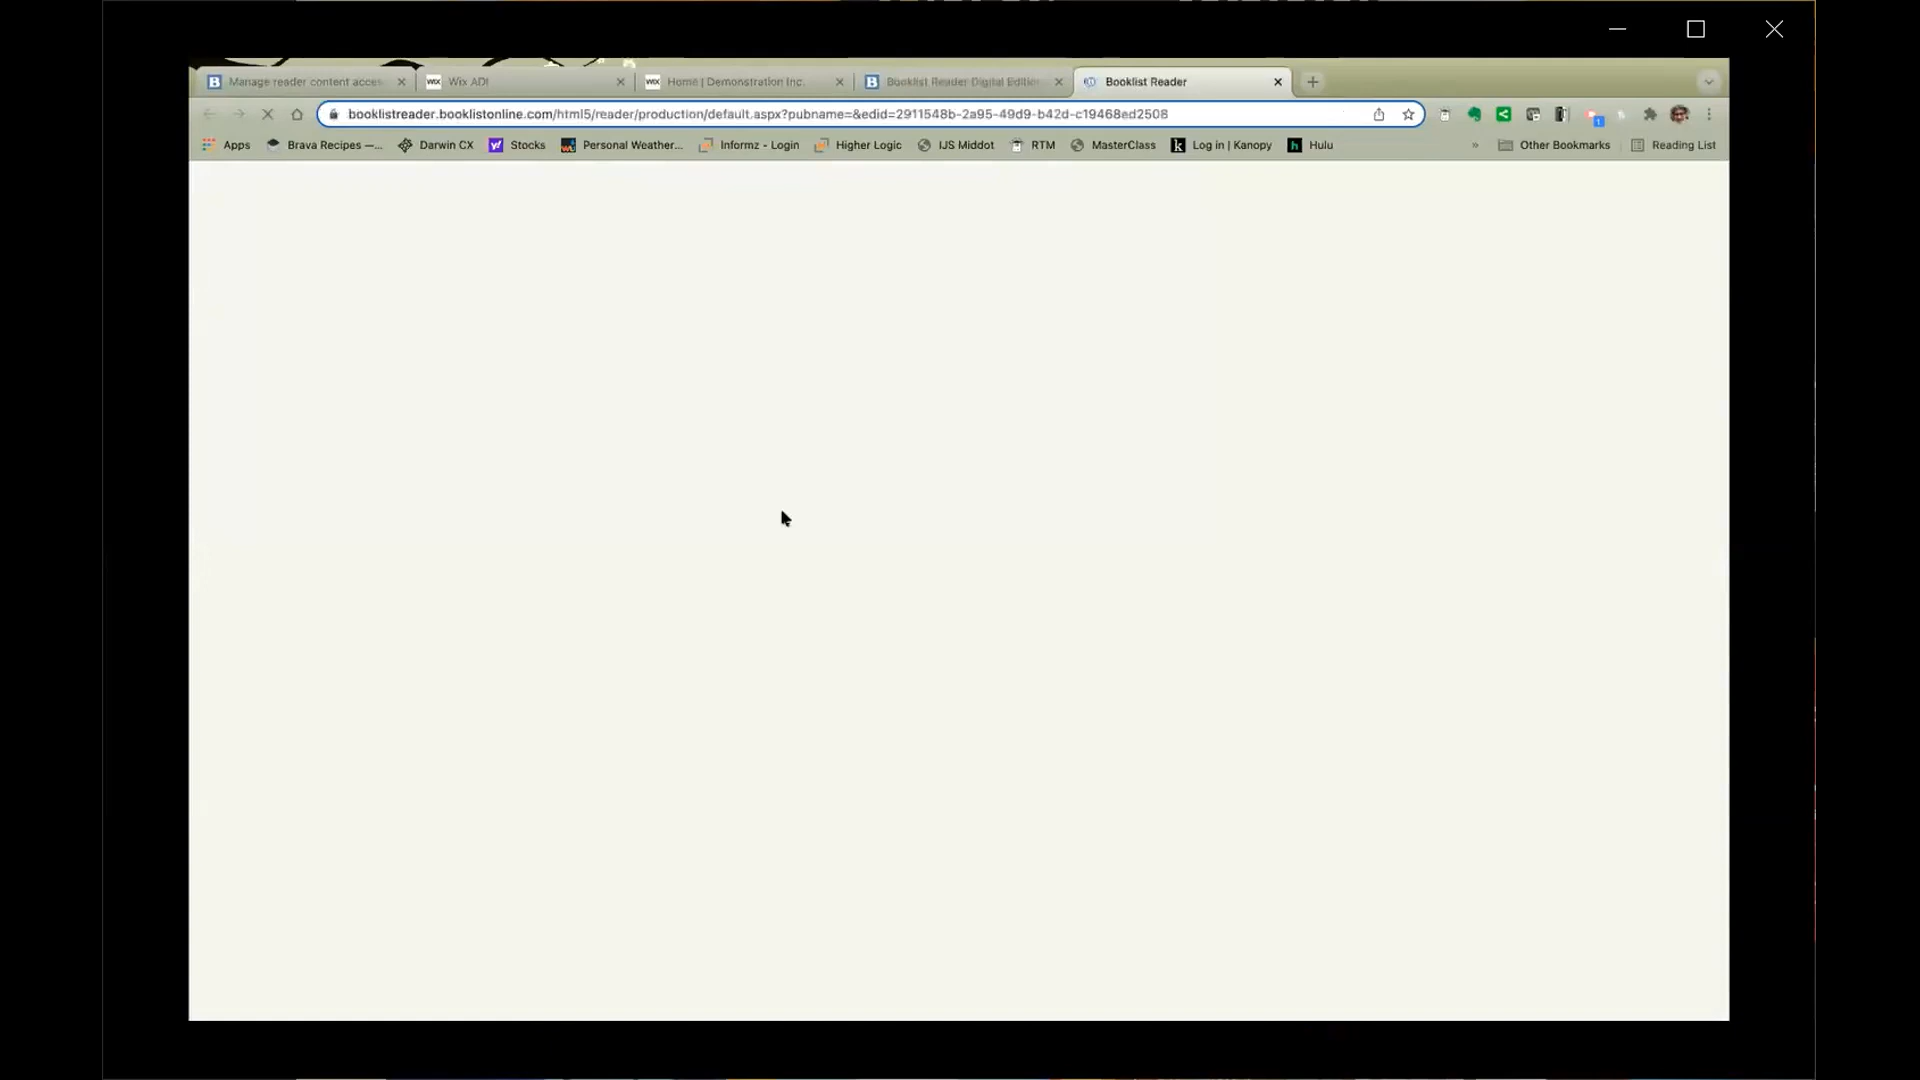 Manage reader content acces
Wix ADI
Home | Demonstration Inc.
Booklist Reader Digital Editio
Booklist Reader
booklistreader.booklistonline.com/html5/reader/production/default.aspx?pubname=&edid=2911548b-2a95-49d9-b42d-c19468ed2508
Apps
Brava Recipes —...
Darwin CX
Stocks
Personal Weather...
Informz - Login
Higher Logic
IJS Middot
RTM
MasterClass
Log in | Kanopy
Hulu
»
Other Bookmarks
Reading List